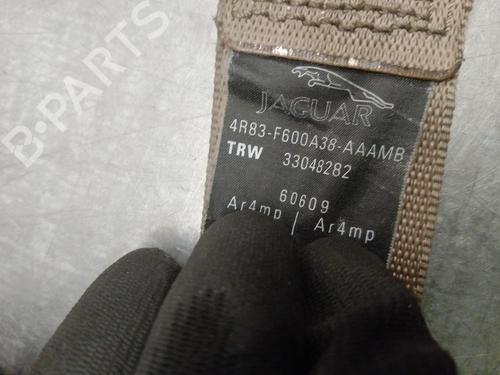 B-PARTS
JAGUAR
4R83-F600A38-AAAMB
TRW 33048282
60609
Ar4mp | Ar4mp